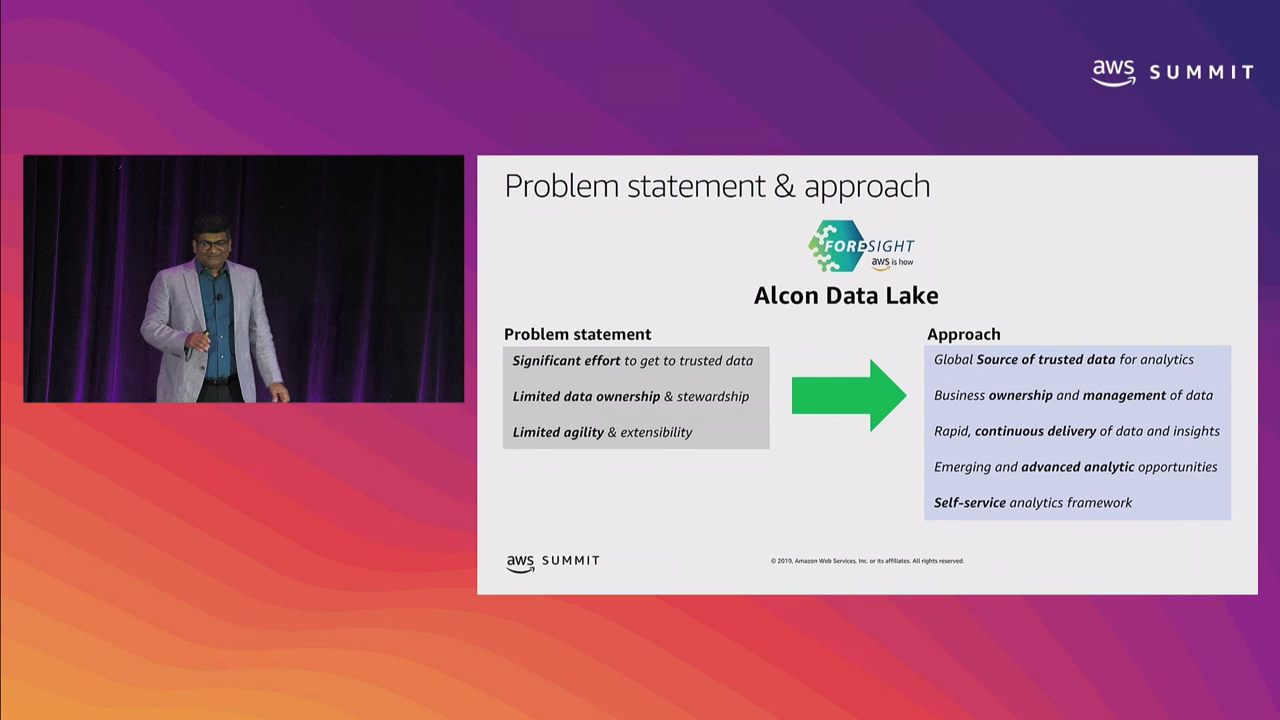 aws SUMMIT
Problem statement & approach
FORESIGHT
aws is how
Alcon Data Lake
Problem statement
Significant effort to get to trusted data
Limited data ownership & stewardship
Limited agility & extensibility
Approach
Global Source of trusted data for analytics
Business ownership and management of data
Rapid, continuous delivery of data and insights
Emerging and advanced analytic opportunities
Self-service analytics framework
aws SUMMIT
© 2019, Amazon Web Services, Inc. or its affiliates. All rights reserved.